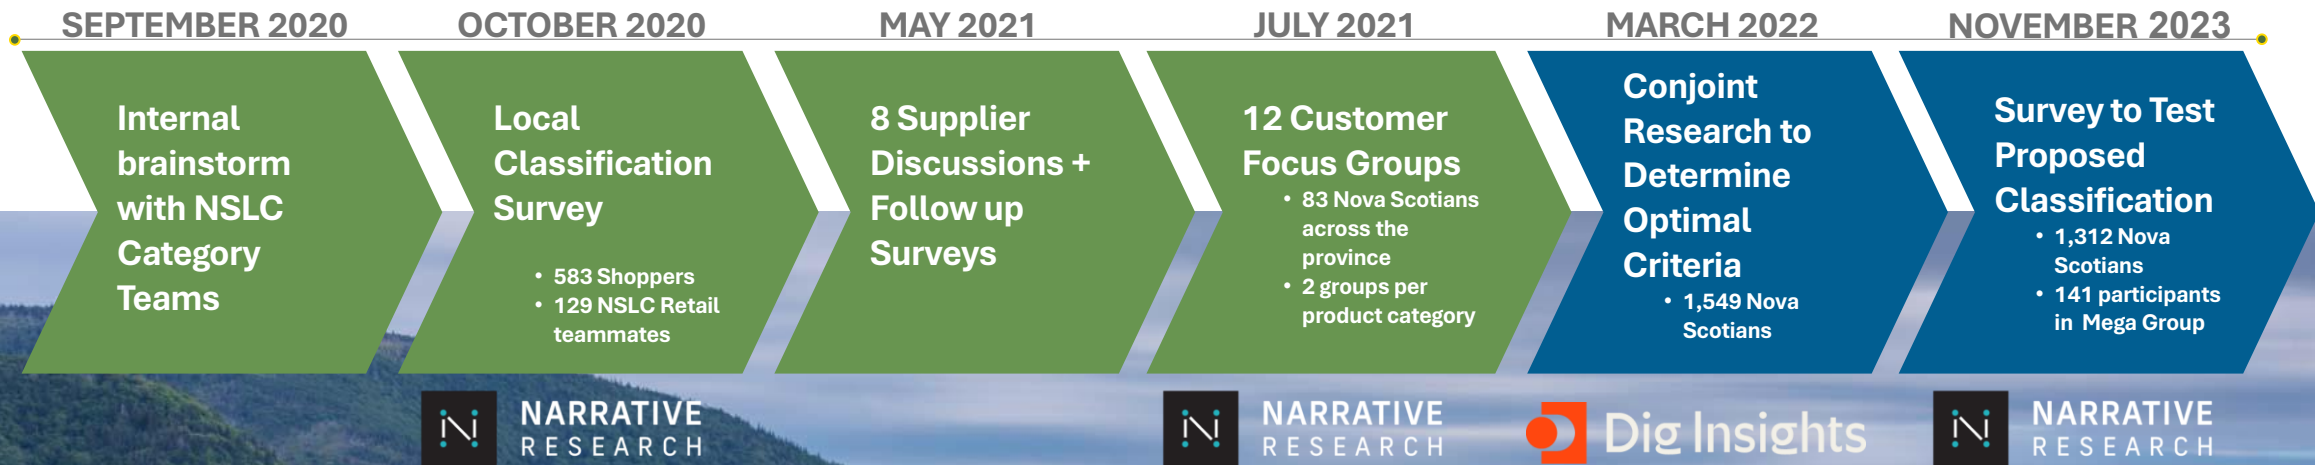 SEPTEMBER 2020
OCTOBER 2020
MAY 2021
JULY 2021
MARCH 2022
NOVEMBER 2023
Internal
brainstorm
with NSLC
Category
Teams
Local
Classification
Survey
• 583 Shoppers
• 129 NSLC Retail
teammates
8 Supplier
Discussions +
Follow up
Surveys
12 Customer
Focus Groups
• 83 Nova Scotians
across the
province
• 2 groups per
product category
Conjoint
Research to
Determine
Optimal
Criteria
• 1,549 Nova
Scotians
Survey to Test
Proposed
Classification
• 1,312 Nova
Scotians
• 141 participants
in Mega Group
NARRATIVE
RESEARCH
NARRATIVE
RESEARCH
Dig Insights
NARRATIVE
RESEARCH